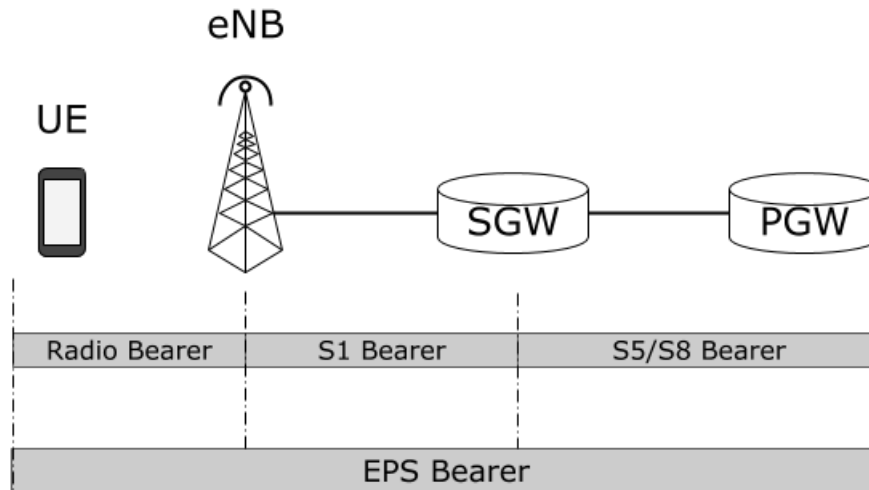 eNB
UE
SGW
PGW
Radio Bearer
S1 Bearer
S5/S8 Bearer
EPS Bearer